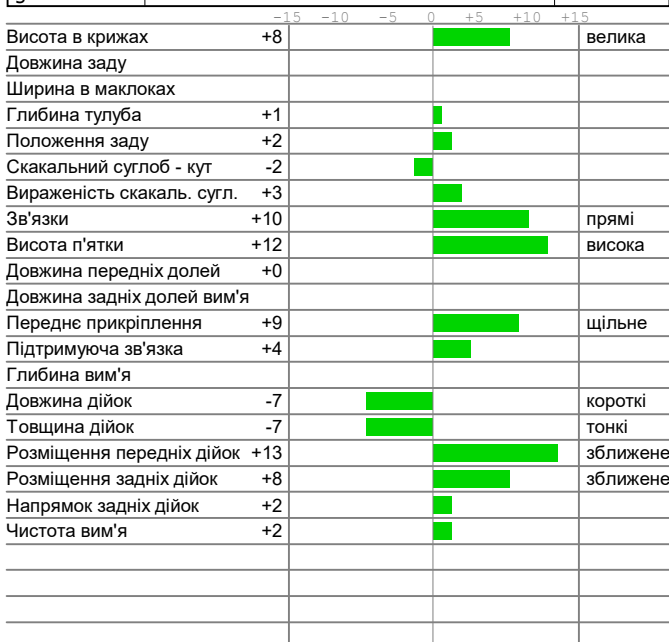 -15 -10 -5 0 +5 +10 +15
Висота в крижах +8 велика
Довжина заду
Ширина в маклоках
Глибина тулуба +1
Положення заду +2
Скакальний суглоб - кут -2
Вираженість скакаль. сугл. +3
Зв'язки +10 прямі
Висота п'ятки +12 висока
Довжина передніх долей +0
Довжина задніх долей вим'я
Переднє прикріплення +9 щільне
Підтримуюча зв'язка +4
Глибина вим'я
Довжина дійок -7 короткі
Товщина дійок -7 тонкі
Розміщення передніх дійок +13 зближене
Розміщення задніх дійок +8 зближене
Напрямок задніх дійок +2
Чистота вим'я +2